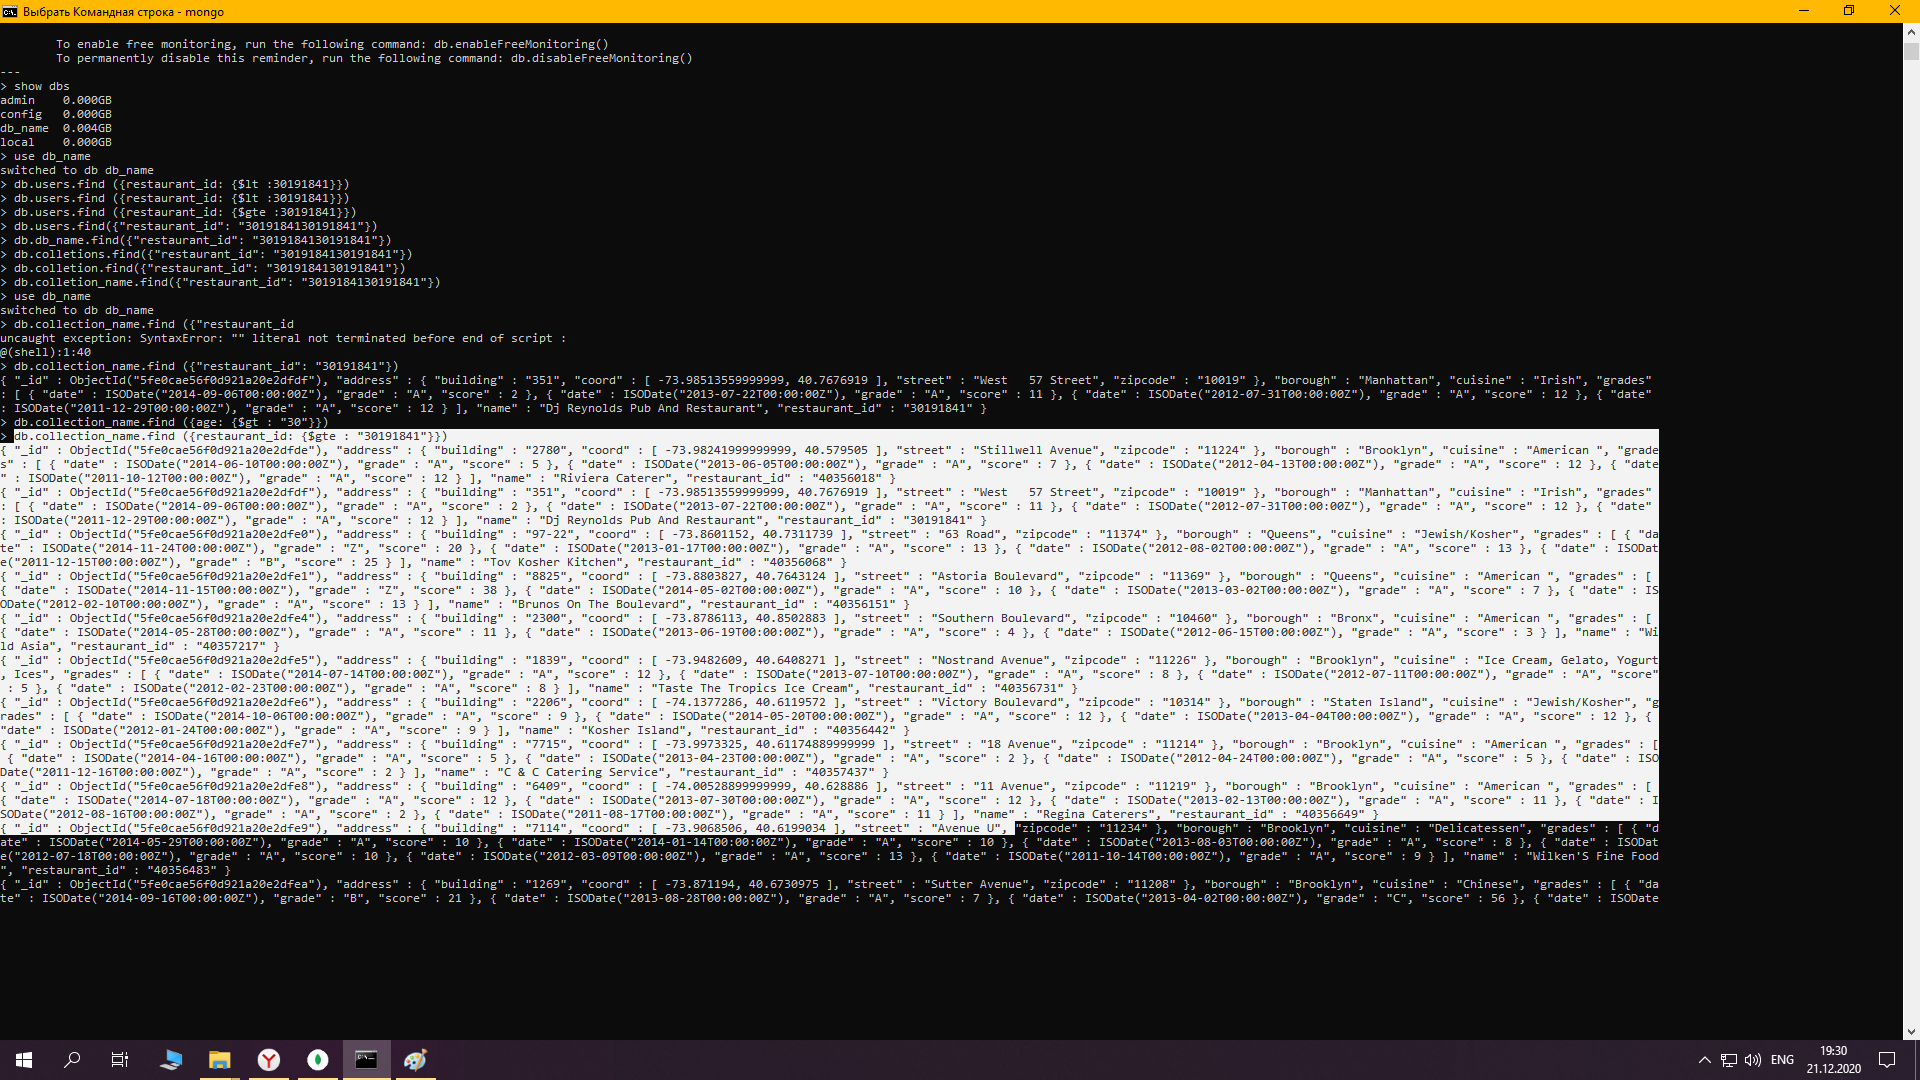 Выбрать Командная строка - mongo
To enable free monitoring, run the following command: db.enableFreeMonitoring()
To permanently disable this reminder, run the following command: db.disableFreeMonitoring()
---
> show dbs
admin    0.000GB
config   0.000GB
db_name  0.004GB
local    0.000GB
> use db_name
switched to db db_name
> db.users.find ({restaurant_id: {$lt :30191841}})
> db.users.find ({restaurant_id: {$lt :30191841}})
> db.users.find ({restaurant_id: {$gte :30191841}})
> db.users.find({"restaurant_id": "3019184130191841"})
> db.db_name.find({"restaurant_id": "3019184130191841"})
> db.colletions.find({"restaurant_id": "3019184130191841"})
> db.colletion.find({"restaurant_id": "3019184130191841"})
> db.colletion_name.find({"restaurant_id": "3019184130191841"})
> use db_name
switched to db db_name
> db.collection_name.find ({"restaurant_id
uncaught exception: SyntaxError: "" literal not terminated before end of script :
@(shell):1:40
> db.collection_name.find ({"restaurant_id": "30191841"})
{ "_id" : ObjectId("5fe0cae56f0d921a20e2dfdf"), "address" : { "building" : "351", "coord" : [ -73.98513559999999, 40.7676919 ], "street" : "West   57 Street", "zipcode" : "10019" }, "borough" : "Manhattan", "cuisine" : "Irish", "grades"
: [ { "date" : ISODate("2014-09-06T00:00:00Z"), "grade" : "A", "score" : 2 }, { "date" : ISODate("2013-07-22T00:00:00Z"), "grade" : "A", "score" : 11 }, { "date" : ISODate("2012-07-31T00:00:00Z"), "grade" : "A", "score" : 12 }, { "date"
: ISODate("2011-12-29T00:00:00Z"), "grade" : "A", "score" : 12 } ], "name" : "Dj Reynolds Pub And Restaurant", "restaurant_id" : "30191841" }
> db.collection_name.find ({age: {$gt : "30"}})
> db.collection_name.find ({restaurant_id: {$gte : "30191841"}})
{ "_id" : ObjectId("5fe0cae56f0d921a20e2dfde"), "address" : { "building" : "2780", "coord" : [ -73.98241999999999, 40.579505 ], "street" : "Stillwell Avenue", "zipcode" : "11224" }, "borough" : "Brooklyn", "cuisine" : "American ", "grade
s" : [ { "date" : ISODate("2014-06-10T00:00:00Z"), "grade" : "A", "score" : 5 }, { "date" : ISODate("2013-06-05T00:00:00Z"), "grade" : "A", "score" : 7 }, { "date" : ISODate("2012-04-13T00:00:00Z"), "grade" : "A", "score" : 12 }, { "date
" : ISODate("2011-10-12T00:00:00Z"), "grade" : "A", "score" : 12 } ], "name" : "Riviera Caterer", "restaurant_id" : "40356018" }
{ "_id" : ObjectId("5fe0cae56f0d921a20e2dfdf"), "address" : { "building" : "351", "coord" : [ -73.98513559999999, 40.7676919 ], "street" : "West   57 Street", "zipcode" : "10019" }, "borough" : "Manhattan", "cuisine" : "Irish", "grades"
: [ { "date" : ISODate("2014-09-06T00:00:00Z"), "grade" : "A", "score" : 2 }, { "date" : ISODate("2013-07-22T00:00:00Z"), "grade" : "A", "score" : 11 }, { "date" : ISODate("2012-07-31T00:00:00Z"), "grade" : "A", "score" : 12 }, { "date"
: ISODate("2011-12-29T00:00:00Z"), "grade" : "A", "score" : 12 } ], "name" : "Dj Reynolds Pub And Restaurant", "restaurant_id" : "30191841" }
{ "_id" : ObjectId("5fe0cae56f0d921a20e2dfe0"), "address" : { "building" : "97-22", "coord" : [ -73.8601152, 40.7311739 ], "street" : "63 Road", "zipcode" : "11374" }, "borough" : "Queens", "cuisine" : "Jewish/Kosher", "grades" : [ { "da
te" : ISODate("2014-11-24T00:00:00Z"), "grade" : "Z", "score" : 20 }, { "date" : ISODate("2013-01-17T00:00:00Z"), "grade" : "A", "score" : 13 }, { "date" : ISODate("2012-08-02T00:00:00Z"), "grade" : "A", "score" : 13 }, { "date" : ISODat
e("2011-12-15T00:00:00Z"), "grade" : "B", "score" : 25 } ], "name" : "Tov Kosher Kitchen", "restaurant_id" : "40356068" }
{ "_id" : ObjectId("5fe0cae56f0d921a20e2dfe1"), "address" : { "building" : "8825", "coord" : [ -73.8803827, 40.7643124 ], "street" : "Astoria Boulevard", "zipcode" : "11369" }, "borough" : "Queens", "cuisine" : "American ", "grades" : [
{ "date" : ISODate("2014-11-15T00:00:00Z"), "grade" : "Z", "score" : 38 }, { "date" : ISODate("2014-05-02T00:00:00Z"), "grade" : "A", "score" : 10 }, { "date" : ISODate("2013-03-02T00:00:00Z"), "grade" : "A", "score" : 7 }, { "date" : IS
ODate("2012-02-10T00:00:00Z"), "grade" : "A", "score" : 13 } ], "name" : "Brunos On The Boulevard", "restaurant_id" : "40356151" }
{ "_id" : ObjectId("5fe0cae56f0d921a20e2dfe4"), "address" : { "building" : "2300", "coord" : [ -73.8786113, 40.8502883 ], "street" : "Southern Boulevard", "zipcode" : "10460" }, "borough" : "Bronx", "cuisine" : "American ", "grades" : [
{ "date" : ISODate("2014-05-28T00:00:00Z"), "grade" : "A", "score" : 11 }, { "date" : ISODate("2013-06-19T00:00:00Z"), "grade" : "A", "score" : 4 }, { "date" : ISODate("2012-06-15T00:00:00Z"), "grade" : "A", "score" : 3 } ], "name" : "Wi
ld Asia", "restaurant_id" : "40357217" }
{ "_id" : ObjectId("5fe0cae56f0d921a20e2dfe5"), "address" : { "building" : "1839", "coord" : [ -73.9482609, 40.6408271 ], "street" : "Nostrand Avenue", "zipcode" : "11226" }, "borough" : "Brooklyn", "cuisine" : "Ice Cream, Gelato, Yogurt
, Ices", "grades" : [ { "date" : ISODate("2014-07-14T00:00:00Z"), "grade" : "A", "score" : 12 }, { "date" : ISODate("2013-07-10T00:00:00Z"), "grade" : "A", "score" : 8 }, { "date" : ISODate("2012-07-11T00:00:00Z"), "grade" : "A", "score"
: 5 }, { "date" : ISODate("2012-02-23T00:00:00Z"), "grade" : "A", "score" : 8 } ], "name" : "Taste The Tropics Ice Cream", "restaurant_id" : "40356731" }
{ "_id" : ObjectId("5fe0cae56f0d921a20e2dfe6"), "address" : { "building" : "2206", "coord" : [ -74.1377286, 40.6119572 ], "street" : "Victory Boulevard", "zipcode" : "10314" }, "borough" : "Staten Island", "cuisine" : "Jewish/Kosher", "g
rades" : [ { "date" : ISODate("2014-10-06T00:00:00Z"), "grade" : "A", "score" : 9 }, { "date" : ISODate("2014-05-20T00:00:00Z"), "grade" : "A", "score" : 12 }, { "date" : ISODate("2013-04-04T00:00:00Z"), "grade" : "A", "score" : 12 }, {
"date" : ISODate("2012-01-24T00:00:00Z"), "grade" : "A", "score" : 9 } ], "name" : "Kosher Island", "restaurant_id" : "40356442" }
{ "_id" : ObjectId("5fe0cae56f0d921a20e2dfe7"), "address" : { "building" : "7715", "coord" : [ -73.9973325, 40.61174889999999 ], "street" : "18 Avenue", "zipcode" : "11214" }, "borough" : "Brooklyn", "cuisine" : "American ", "grades" : [
{ "date" : ISODate("2014-04-16T00:00:00Z"), "grade" : "A", "score" : 5 }, { "date" : ISODate("2013-04-23T00:00:00Z"), "grade" : "A", "score" : 2 }, { "date" : ISODate("2012-04-24T00:00:00Z"), "grade" : "A", "score" : 5 }, { "date" : ISO
Date("2011-12-16T00:00:00Z"), "grade" : "A", "score" : 2 } ], "name" : "C & C Catering Service", "restaurant_id" : "40357437" }
{ "_id" : ObjectId("5fe0cae56f0d921a20e2dfe8"), "address" : { "building" : "6409", "coord" : [ -74.00528899999999, 40.628886 ], "street" : "11 Avenue", "zipcode" : "11219" }, "borough" : "Brooklyn", "cuisine" : "American ", "grades" : [
{ "date" : ISODate("2014-07-18T00:00:00Z"), "grade" : "A", "score" : 12 }, { "date" : ISODate("2013-07-30T00:00:00Z"), "grade" : "A", "score" : 12 }, { "date" : ISODate("2013-02-13T00:00:00Z"), "grade" : "A", "score" : 11 }, { "date" : I
SODate("2012-08-16T00:00:00Z"), "grade" : "A", "score" : 2 }, { "date" : ISODate("2011-08-17T00:00:00Z"), "grade" : "A", "score" : 11 } ], "name" : "Regina Caterers", "restaurant_id" : "40356649" }
{ "_id" : ObjectId("5fe0cae56f0d921a20e2dfe9"), "address" : { "building" : "7114", "coord" : [ -73.9068506, 40.6199034 ], "street" : "Avenue U", "zipcode" : "11234" }, "borough" : "Brooklyn", "cuisine" : "Delicatessen", "grades" : [ { "d
ate" : ISODate("2014-05-29T00:00:00Z"), "grade" : "A", "score" : 10 }, { "date" : ISODate("2014-01-14T00:00:00Z"), "grade" : "A", "score" : 10 }, { "date" : ISODate("2013-08-03T00:00:00Z"), "grade" : "A", "score" : 8 }, { "date" : ISODat
e("2012-07-18T00:00:00Z"), "grade" : "A", "score" : 10 }, { "date" : ISODate("2012-03-09T00:00:00Z"), "grade" : "A", "score" : 13 }, { "date" : ISODate("2011-10-14T00:00:00Z"), "grade" : "A", "score" : 9 } ], "name" : "Wilken'S Fine Food
", "restaurant_id" : "40356483" }
{ "_id" : ObjectId("5fe0cae56f0d921a20e2dfea"), "address" : { "building" : "1269", "coord" : [ -73.871194, 40.6730975 ], "street" : "Sutter Avenue", "zipcode" : "11208" }, "borough" : "Brooklyn", "cuisine" : "Chinese", "grades" : [ { "da
te" : ISODate("2014-09-16T00:00:00Z"), "grade" : "B", "score" : 21 }, { "date" : ISODate("2013-08-28T00:00:00Z"), "grade" : "A", "score" : 7 }, { "date" : ISODate("2013-04-02T00:00:00Z"), "grade" : "C", "score" : 56 }, { "date" : ISODate
ENG
19:30
21.12.2020